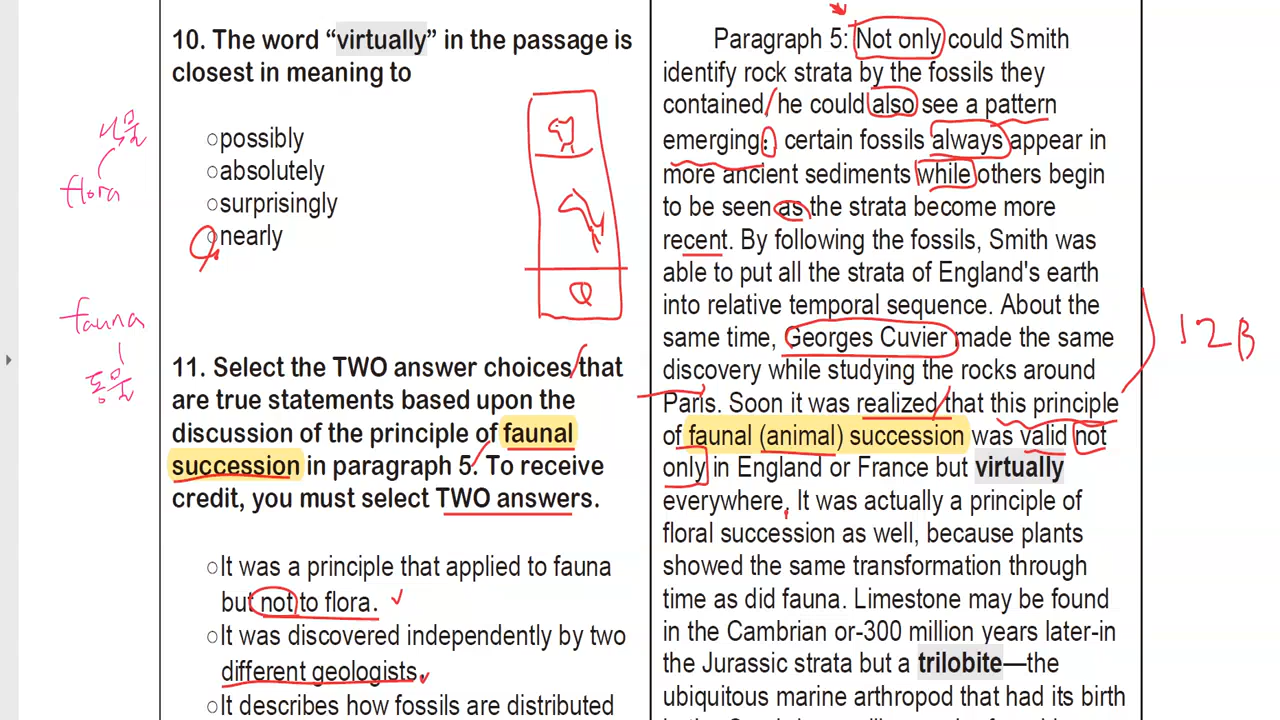 식물
flora
fauna
동물
10. The word “virtually” in the passage is
closest in meaning to
○possibly
○absolutely
○surprisingly
○nearly
11. Select the TWO answer choices that
are true statements based upon the
discussion of the principle of faunal
succession in paragraph 5. To receive
credit, you must select TWO answers.
○It was a principle that applied to fauna
but not to flora.
○It was discovered independently by two
different geologists.
○It describes how fossils are distributed
Paragraph 5: Not only could Smith
identify rock strata by the fossils they
contained, he could also see a pattern
emerging: certain fossils always appear in
more ancient sediments while others begin
to be seen as the strata become more
recent. By following the fossils, Smith was
able to put all the strata of England's earth
into relative temporal sequence. About the
same time, Georges Cuvier made the same
discovery while studying the rocks around
Paris. Soon it was realized that this principle
of faunal (animal) succession was valid not
only in England or France but virtually
everywhere. It was actually a principle of
floral succession as well, because plants
showed the same transformation through
time as did fauna. Limestone may be found
in the Cambrian or-300 million years later-in
the Jurassic strata but a trilobite—the
ubiquitous marine arthropod that had its birth
12B